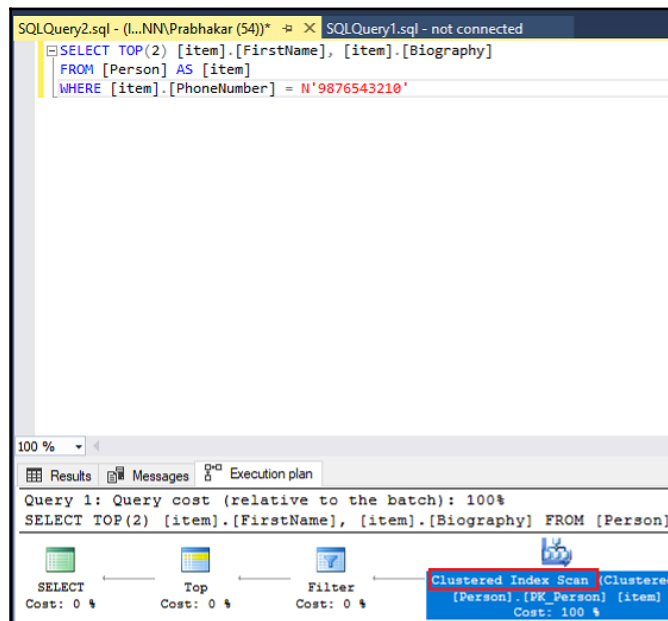 SQLQuery2.sql - (l...NN\Prabhakar (54))* SQLQuery1.sql - not connected
SELECT TOP(2) [item].[FirstName], [item].[Biography]
FROM [Person] AS [item]
WHERE [item].[PhoneNumber] = N'9876543210'
100 %
Results Messages Execution plan
Query 1: Query cost (relative to the batch): 100%
SELECT TOP(2) [item].[FirstName], [item].[Biography] FROM [Person]
SELECT Top Filter Clustered Index Scan (Clustered
Cost: 0 % Cost: 0 % Cost: 0 % [Person].[PK_Person] [item]
Cost: 100 %